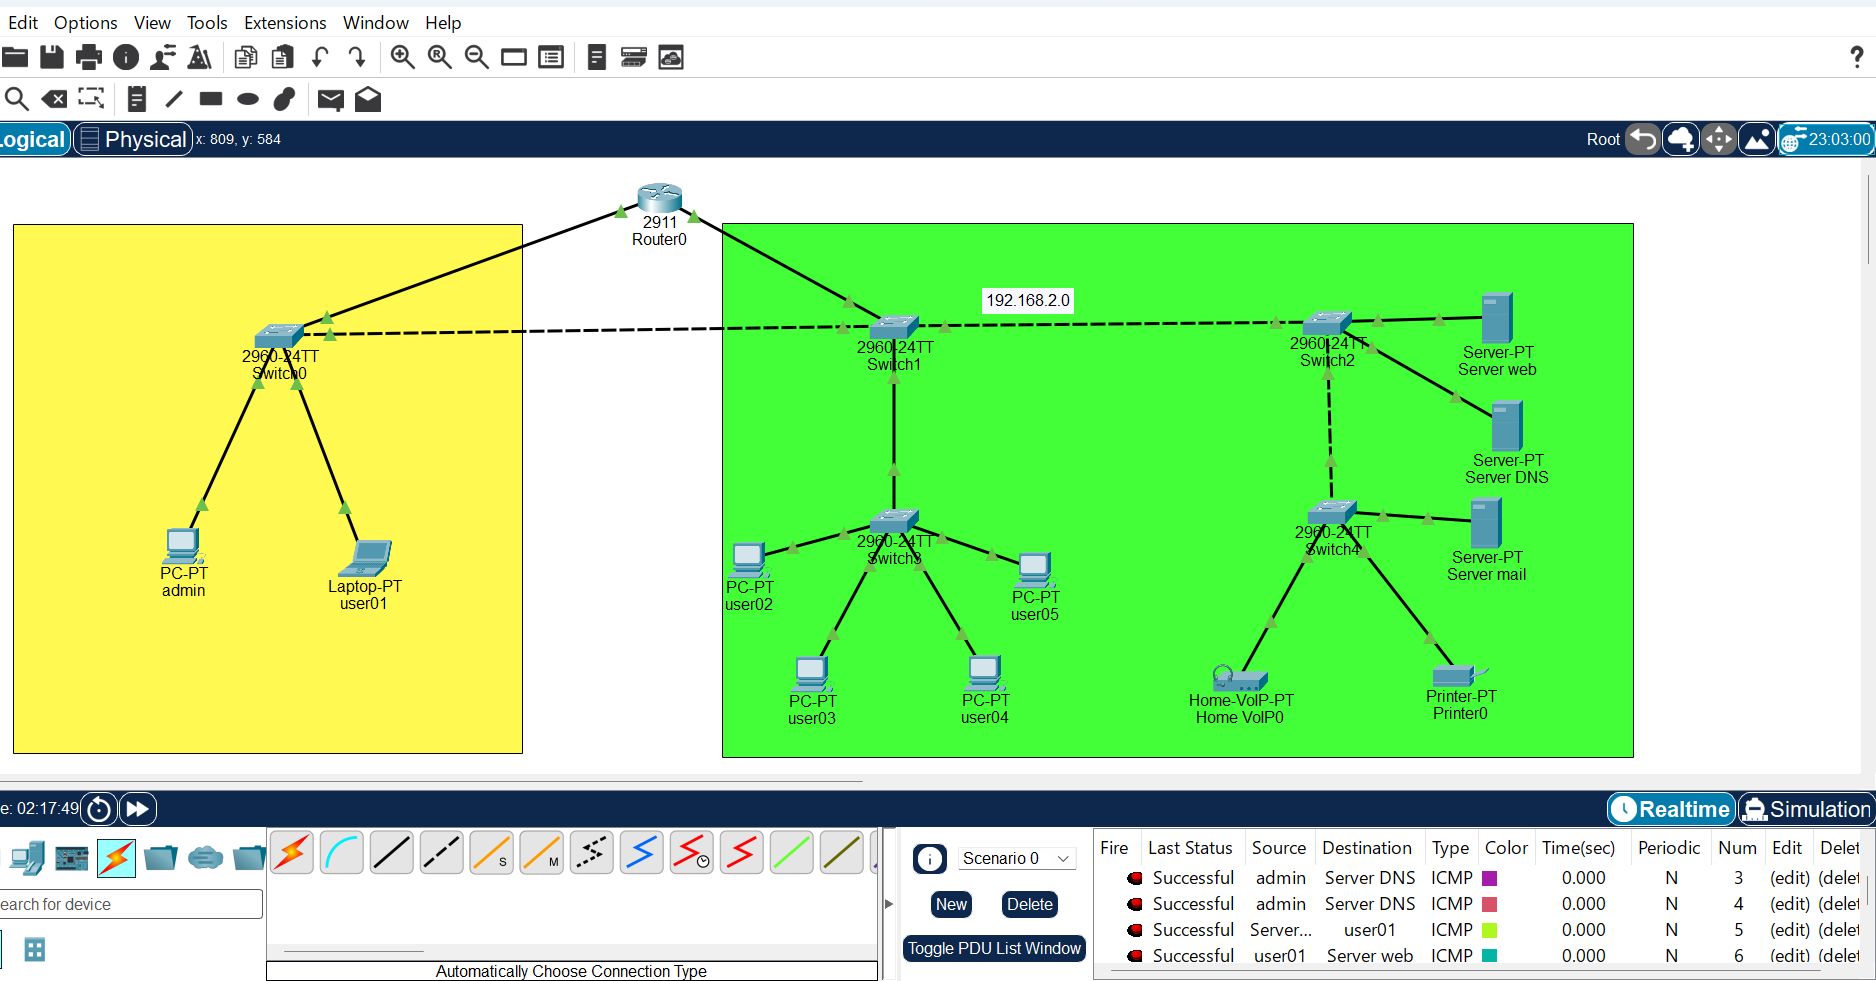 Edit Options View Tools Extensions Window Help
?
Logical Physical x: 809, y: 584 Root 23:03:00
2911
Router0
192.168.2.0
2960-24TT
Switch0
2960-24TT
Switch1
2960-24TT
Switch2
Server-PT
Server web
Server-PT
Server DNS
2960-24TT
Switch3
2960-24TT
Switch4
Server-PT
Server mail
PC-PT
admin
Laptop-PT
user01
PC-PT
user02
PC-PT
user05
PC-PT
user03
PC-PT
user04
Home-VoIP-PT
Home VoIP0
Printer-PT
Printer0
e: 02:17:49 Realtime Simulation
S M
earch for device
Automatically Choose Connection Type
Scenario 0
New Delete
Toggle PDU List Window
Fire Last Status Source Destination Type Color Time(sec) Periodic Num Edit Delet
Successful admin Server DNS ICMP 0.000 N 3 (edit) (delet
Successful admin Server DNS ICMP 0.000 N 4 (edit) (delet
Successful Server... user01 ICMP 0.000 N 5 (edit) (delet
Successful user01 Server web ICMP 0.000 N 6 (edit) (delet